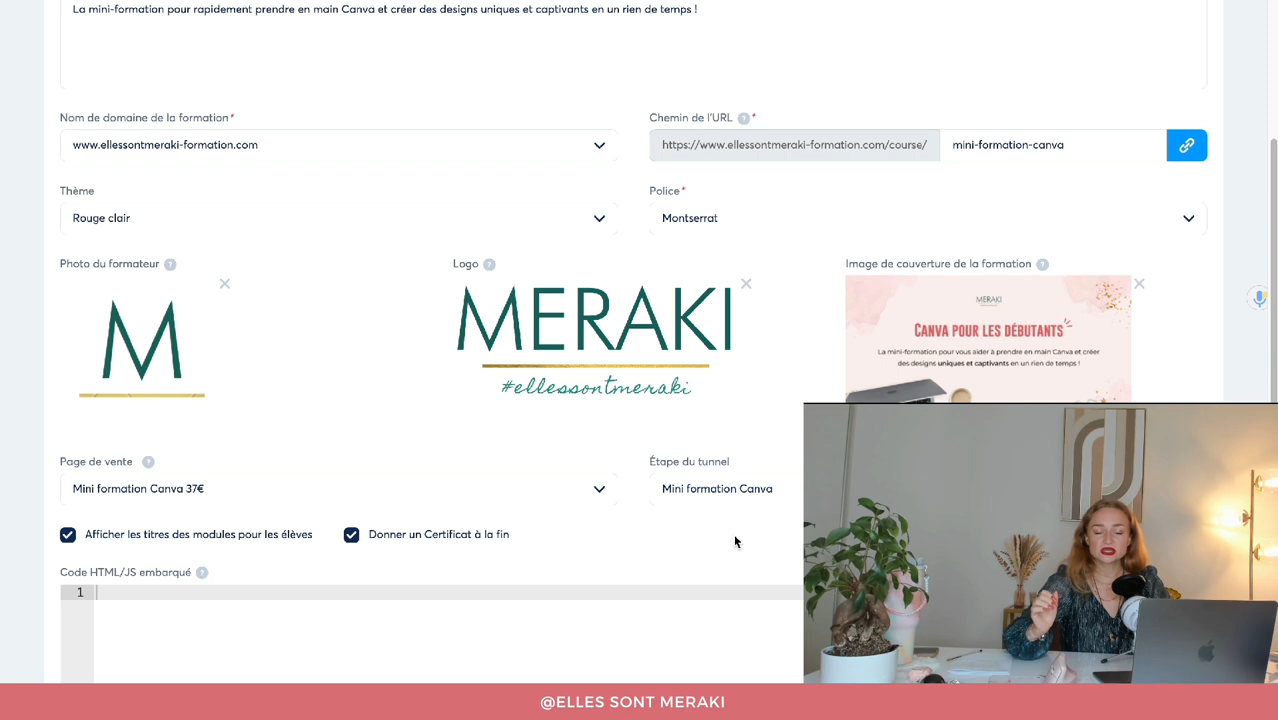 La mini-formation pour rapidement prendre en main Canva et créer des designs uniques et captivants en un rien de temps !
Nom de domaine de la formation*
Chemin de l'URL ? *
www.ellessontmeraki-formation.com
https://www.ellessontmeraki-formation.com/course/
mini-formation-canva
Thème
Police*
Rouge clair
Montserrat
Photo du formateur ?
Logo ?
Image de couverture de la formation ?
M
MERAKI
#ellessontmeraki
MERAKI
CANVA POUR LES DÉBUTANTS
La mini-formation pour vous aider à prendre en main Canva et créer
des designs uniques et captivants en un rien de temps !
Page de vente ?
Étape du tunnel
Mini formation Canva 37€
Mini formation Canva
Afficher les titres des modules pour les élèves
Donner un Certificat à la fin
Code HTML/JS embarqué ?
1
@ELLES SONT MERAKI